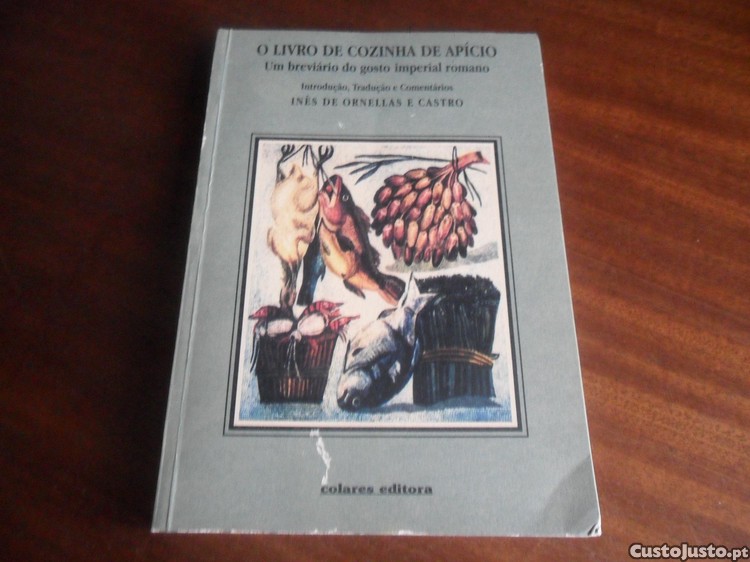 O LIVRO DE COZINHA DE APÍCIO
Um breviário do gosto imperial romano
Introdução, Tradução e Comentários
INÊS DE ORNELLAS E CASTRO
colares editora
CustoJusto.pt